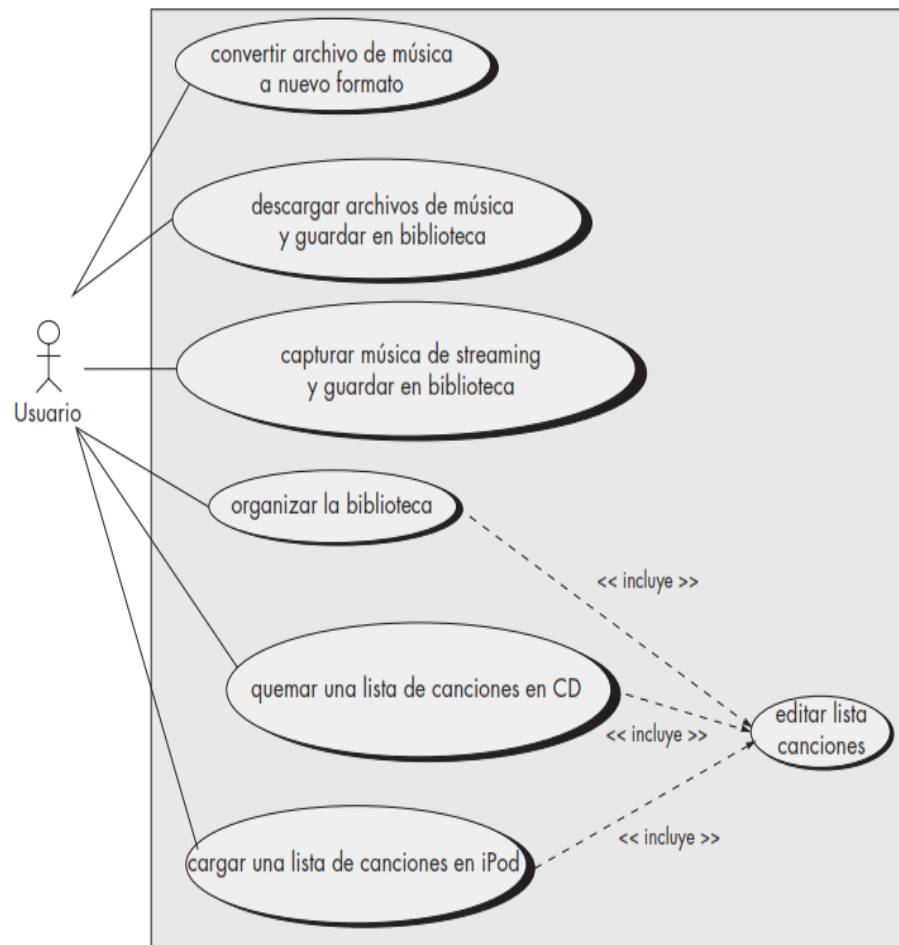 convertir archivo de música
a nuevo formato
descargar archivos de música
y guardar en biblioteca
capturar música de streaming
y guardar en biblioteca
Usuario
organizar la biblioteca
<< incluye >>
quemar una lista de canciones en CD
<< incluye >>
editar lista
canciones
<< incluye >>
cargar una lista de canciones en iPod